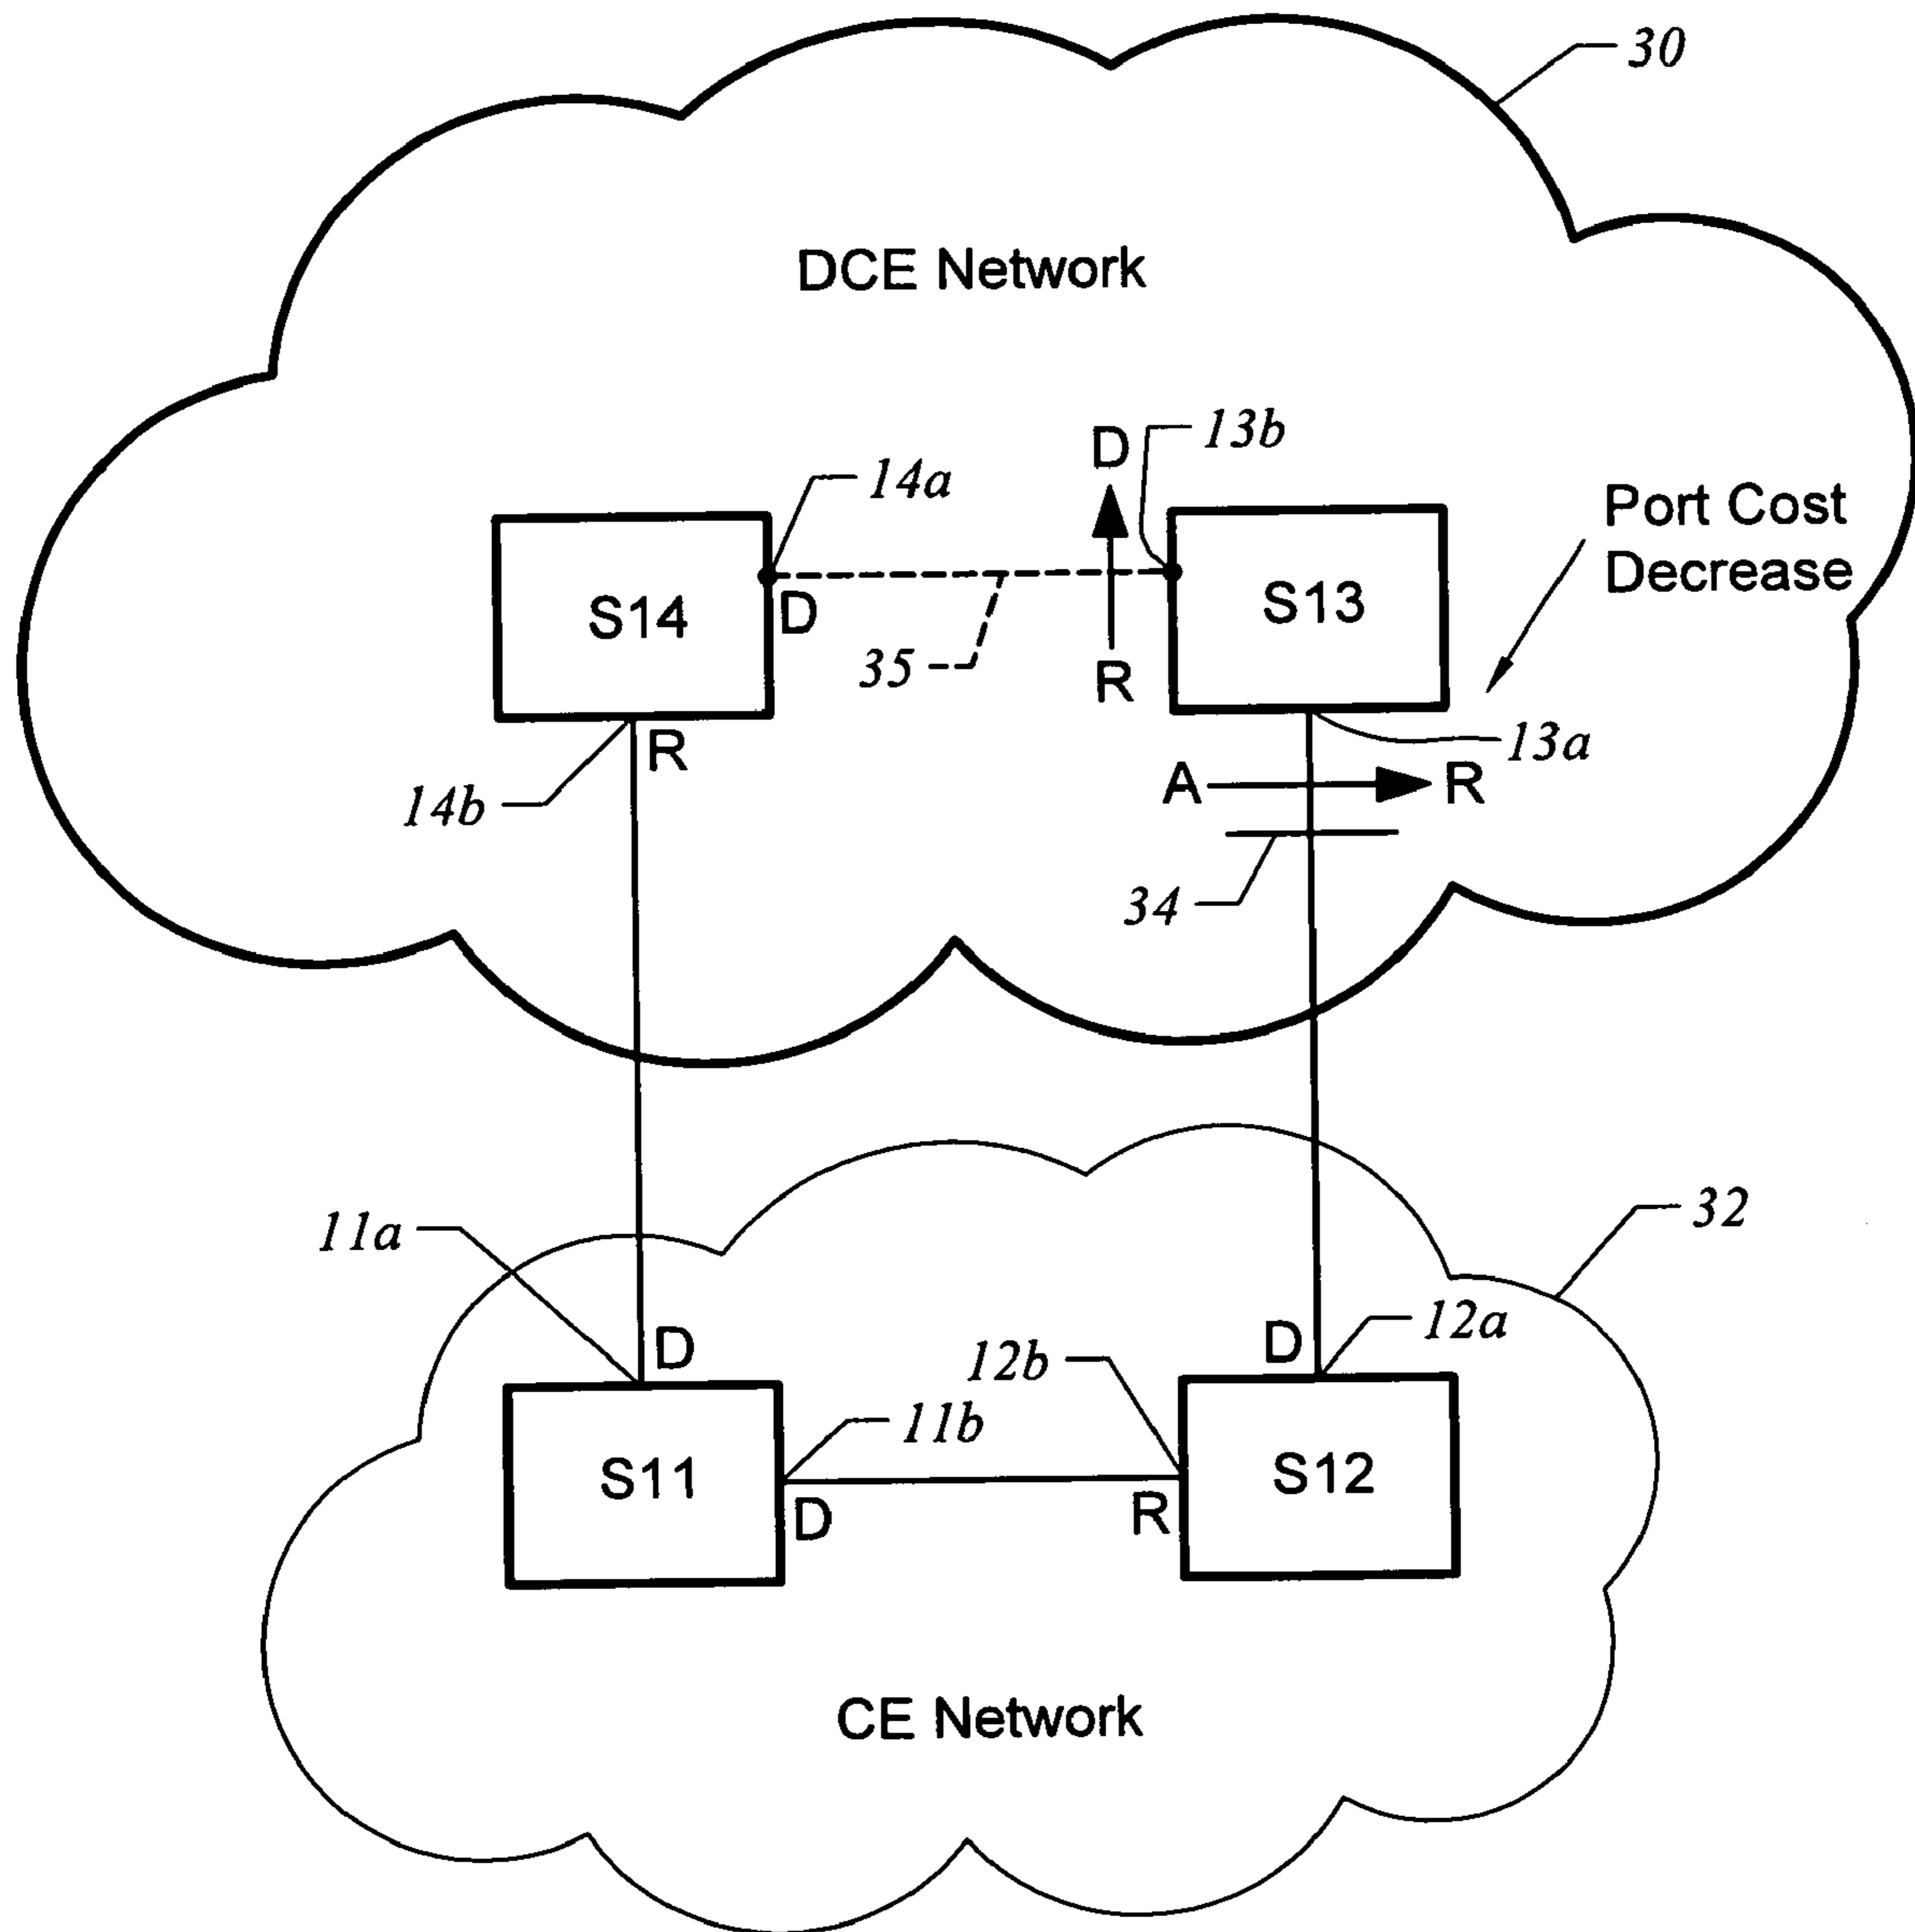 30
DCE Network
13b
D
14a
Port Cost
Decrease
S14
S13
D
35
R
R
13a
14b
A
R
34
32
11a
12a
D
D
12b
11b
S11
S12
D
R
CE Network